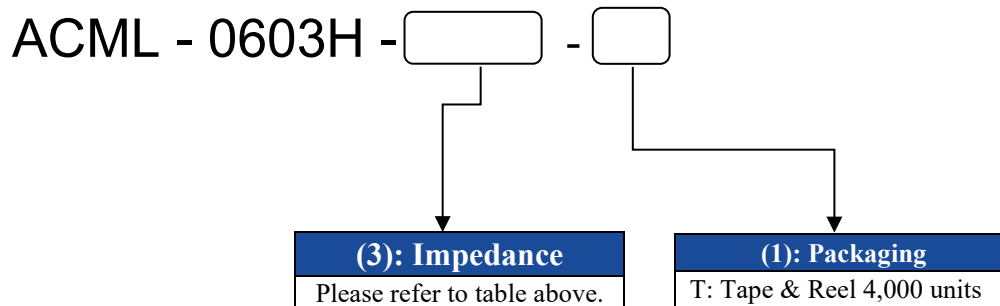 ACML - 0603H - -
(3): Impedance
Please refer to table above.
(1): Packaging
T: Tape & Reel 4,000 units